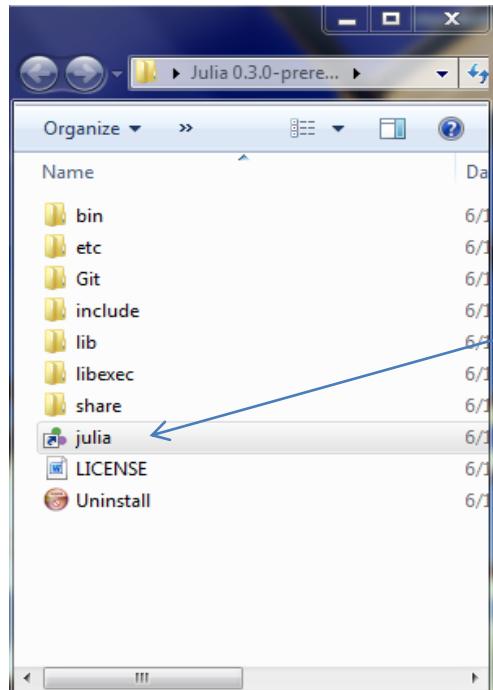 Julia 0.3.0-prere...
Organize »
Name Da
bin 6/1
etc 6/1
Git 6/1
include 6/1
lib 6/1
libexec 6/1
share 6/1
julia 6/1
LICENSE 6/1
Uninstall 6/1